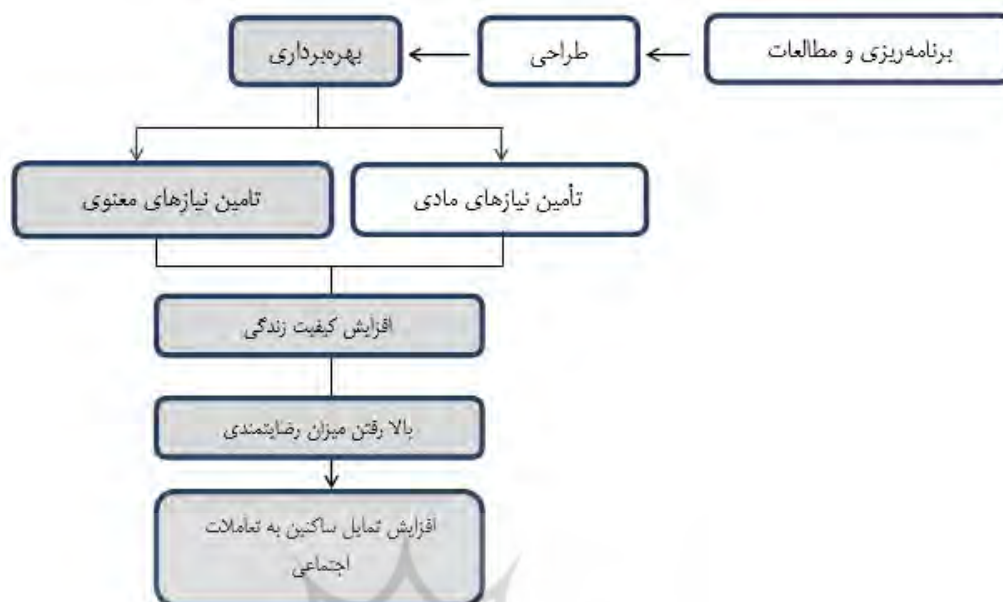 برنامه‌ریزی و مطالعات
طراحی
بهره‌برداری
تأمین نیازهای مادی
تامین نیازهای معنوی
افزایش کیفیت زندگی
بالا رفتن میزان رضایتمندی
افزایش تمایل ساکنین به تعاملات
اجتماعی